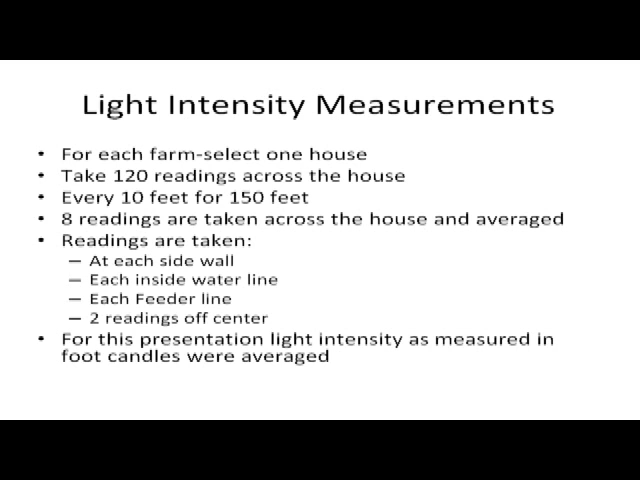 Light Intensity Measurements
• For each farm-select one house
• Take 120 readings across the house
• Every 10 feet for 150 feet
• 8 readings are taken across the house and averaged
• Readings are taken:
– At each side wall
– Each inside water line
– Each Feeder line
– 2 readings off center
• For this presentation light intensity as measured in
foot candles were averaged